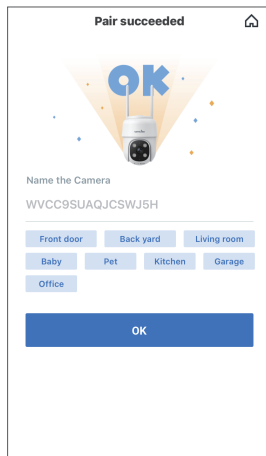 Pair succeeded
OK
Name the Camera
WVCC9SUAQJCSWJ5H
Front door Back yard Living room
Baby Pet Kitchen Garage
Office
OK